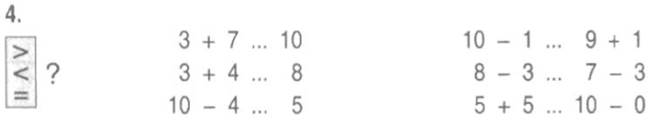 4.
> < = ?
3 + 7 ... 10
3 + 4 ... 8
10 - 4 ... 5
10 - 1 ... 9 + 1
8 - 3 ... 7 - 3
5 + 5 ... 10 - 0